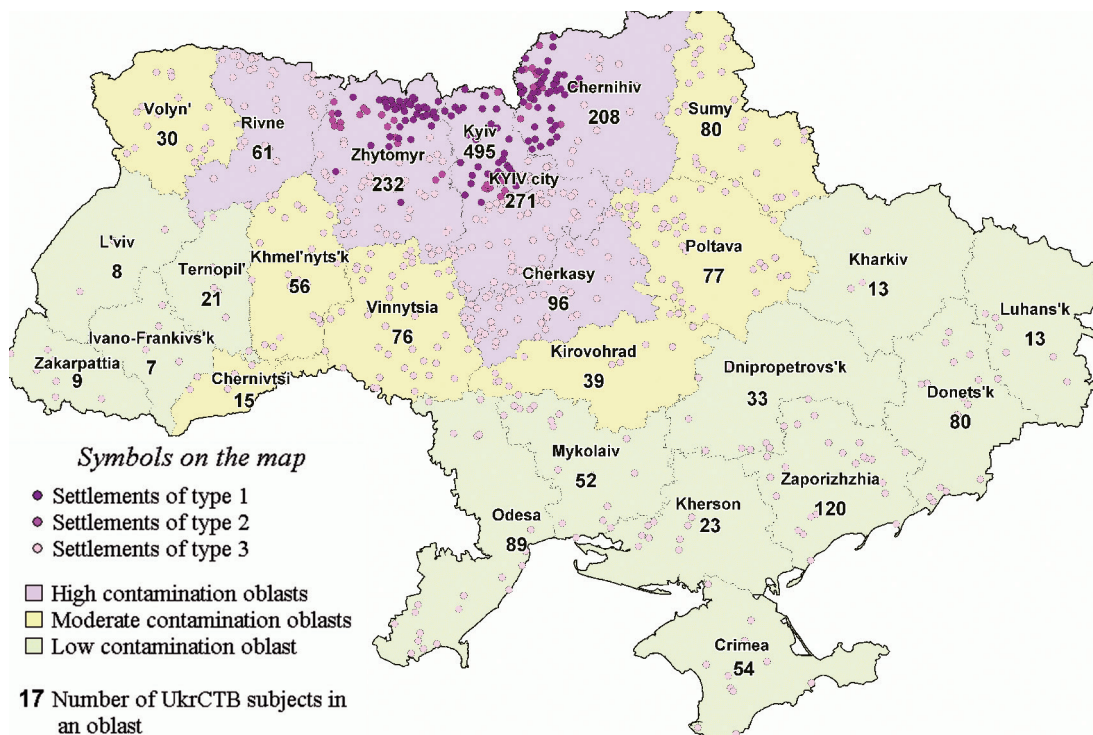 Chernihiv
208
Sumy
80
Volyn'
30
Rivne
61
Zhytomyr
232
Kyiv
495
KYIV city
271
L'viv
8
Ternopil'
21
Khmel'nyts'k
56
Vinnytsia
76
Cherkasy
96
Poltava
77
Kharkiv
13
Luhans'k
13
Ivano-Frankivs'k
7
Zakarpattia
9
Chernivtsi
15
Kirovohrad
39
Dnipropetrovs'k
33
Donets'k
80
Mykolaiv
52
Zaporizhzhia
120
Kherson
23
Odesa
89
Crimea
54
Symbols on the map
Settlements of type 1
Settlements of type 2
Settlements of type 3
High contamination oblasts
Moderate contamination oblasts
Low contamination oblast
17 Number of UkrCTB subjects in
an oblast